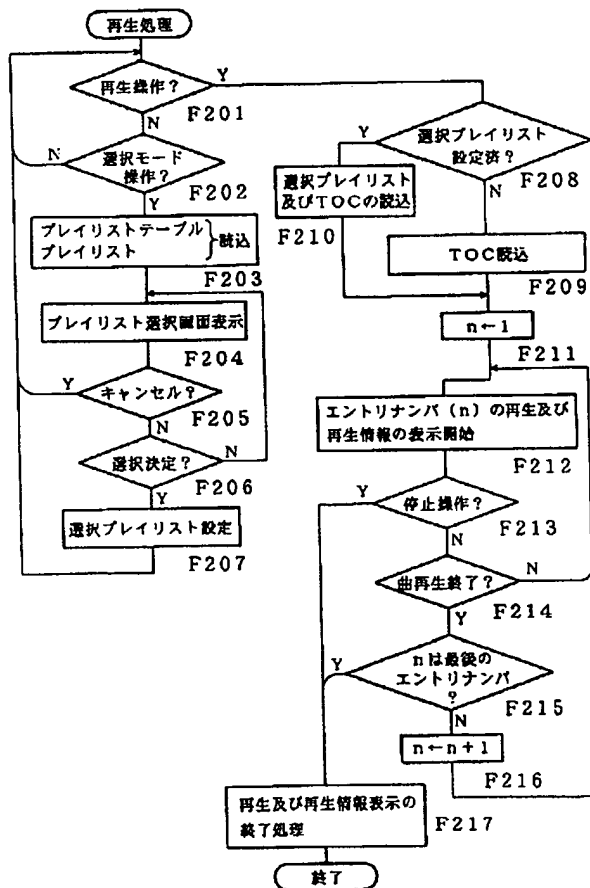 再生処理
再生操作？
Y
N
F201
選択モード
操作？
N
Y
F202
プレイリストテーブル
プレイリスト
読込
F203
プレイリスト選択画面表示
F204
キャンセル？
Y
N
F205
選択決定？
N
Y
F206
選択プレイリスト設定
F207
選択プレイリスト
設定済？
Y
N
F208
選択プレイリスト
及びTOCの読込
F210
TOC読込
F209
n←1
F211
エントリナンバ（n）の再生及び
再生情報の表示開始
F212
停止操作？
Y
N
F213
曲再生終了？
N
Y
F214
nは最後の
エントリナンバ
？
Y
N
F215
n←n+1
F216
再生及び再生情報表示の
終了処理
F217
終了